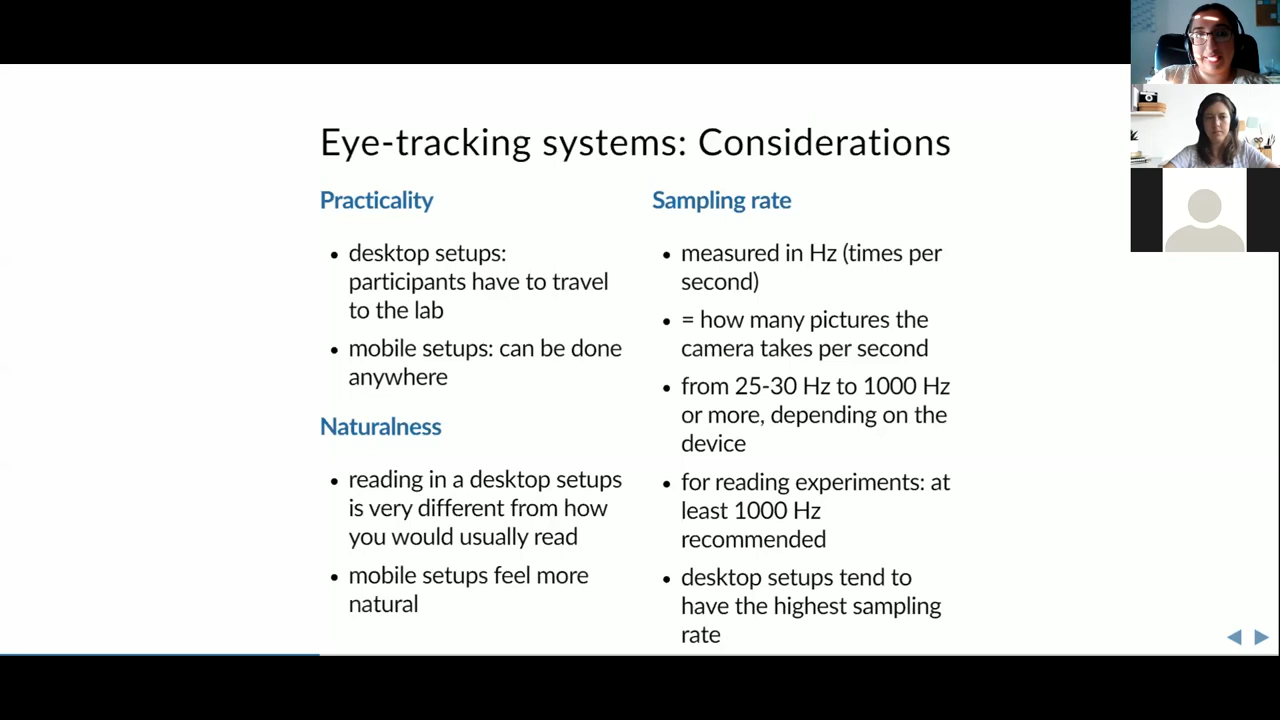 Eye-tracking systems: Considerations
Practicality
desktop setups:
participants have to travel
to the lab
mobile setups: can be done
anywhere
Naturalness
reading in a desktop setups
is very different from how
you would usually read
mobile setups feel more
natural
Sampling rate
measured in Hz (times per
second)
= how many pictures the
camera takes per second
from 25-30 Hz to 1000 Hz
or more, depending on the
device
for reading experiments: at
least 1000 Hz
recommended
desktop setups tend to
have the highest sampling
rate